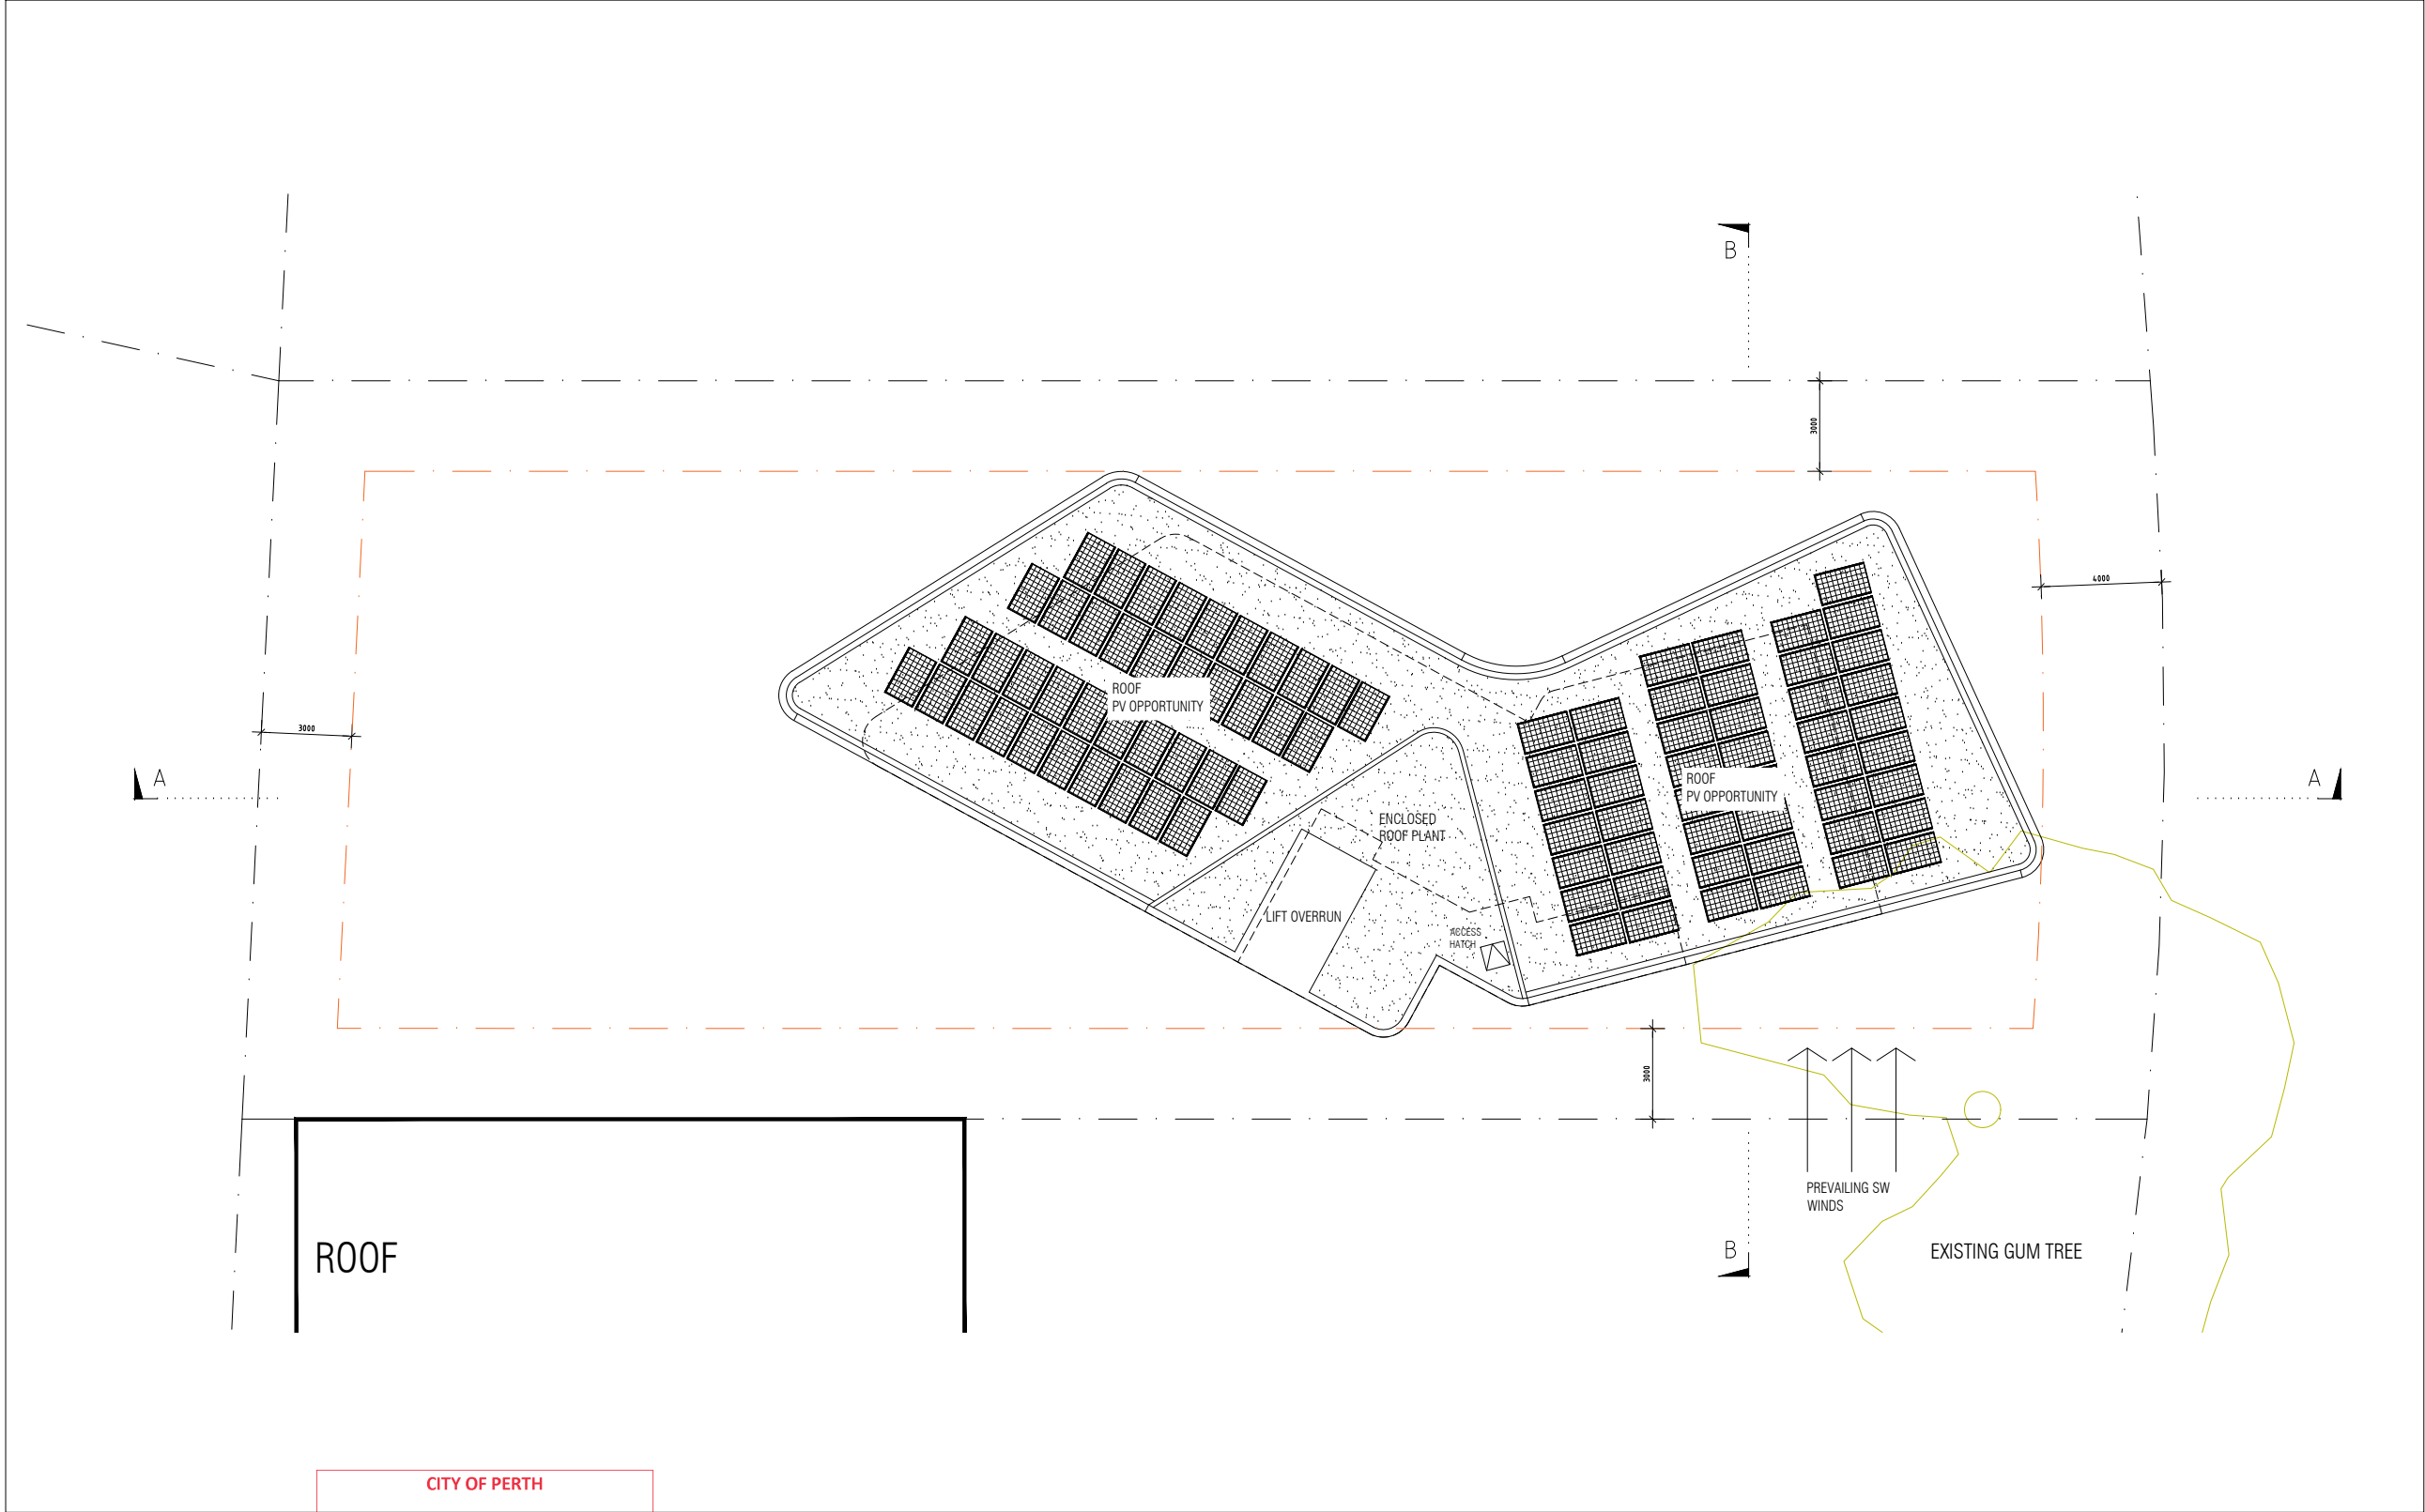 B
3000
4000
ROOF
PV OPPORTUNITY
3000
A
A
ROOF
PV OPPORTUNITY
ENCLOSED
ROOF PLANT
LIFT OVERRUN
ACCESS
HATCH
3000
PREVAILING SW
WINDS
ROOF
B
EXISTING GUM TREE
CITY OF PERTH